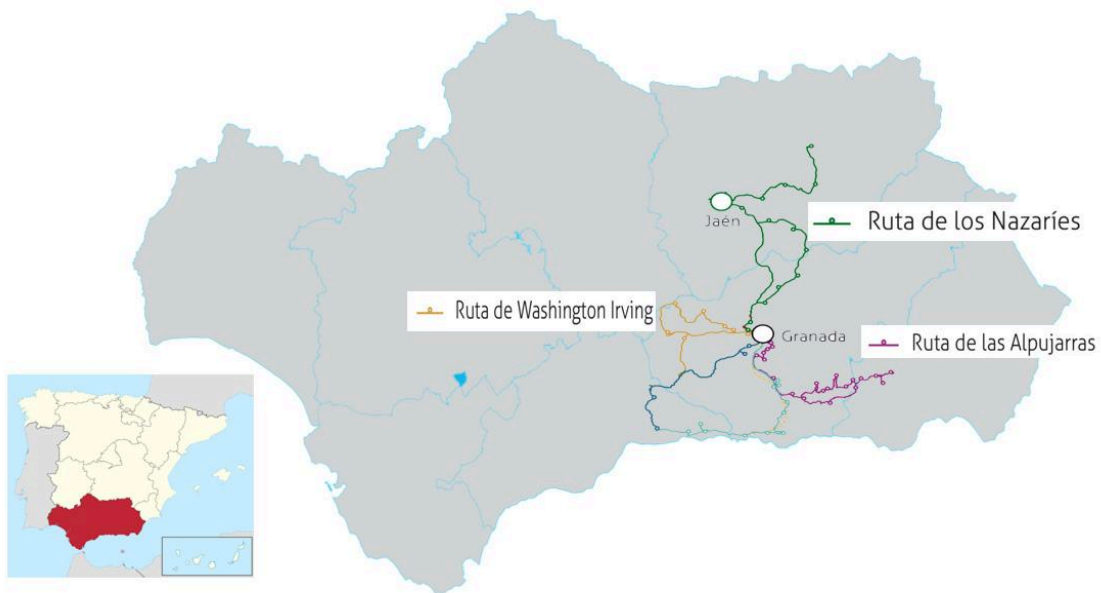 Jaén
Ruta de los Nazaríes
Ruta de Washington Irving
Granada
Ruta de las Alpujarras